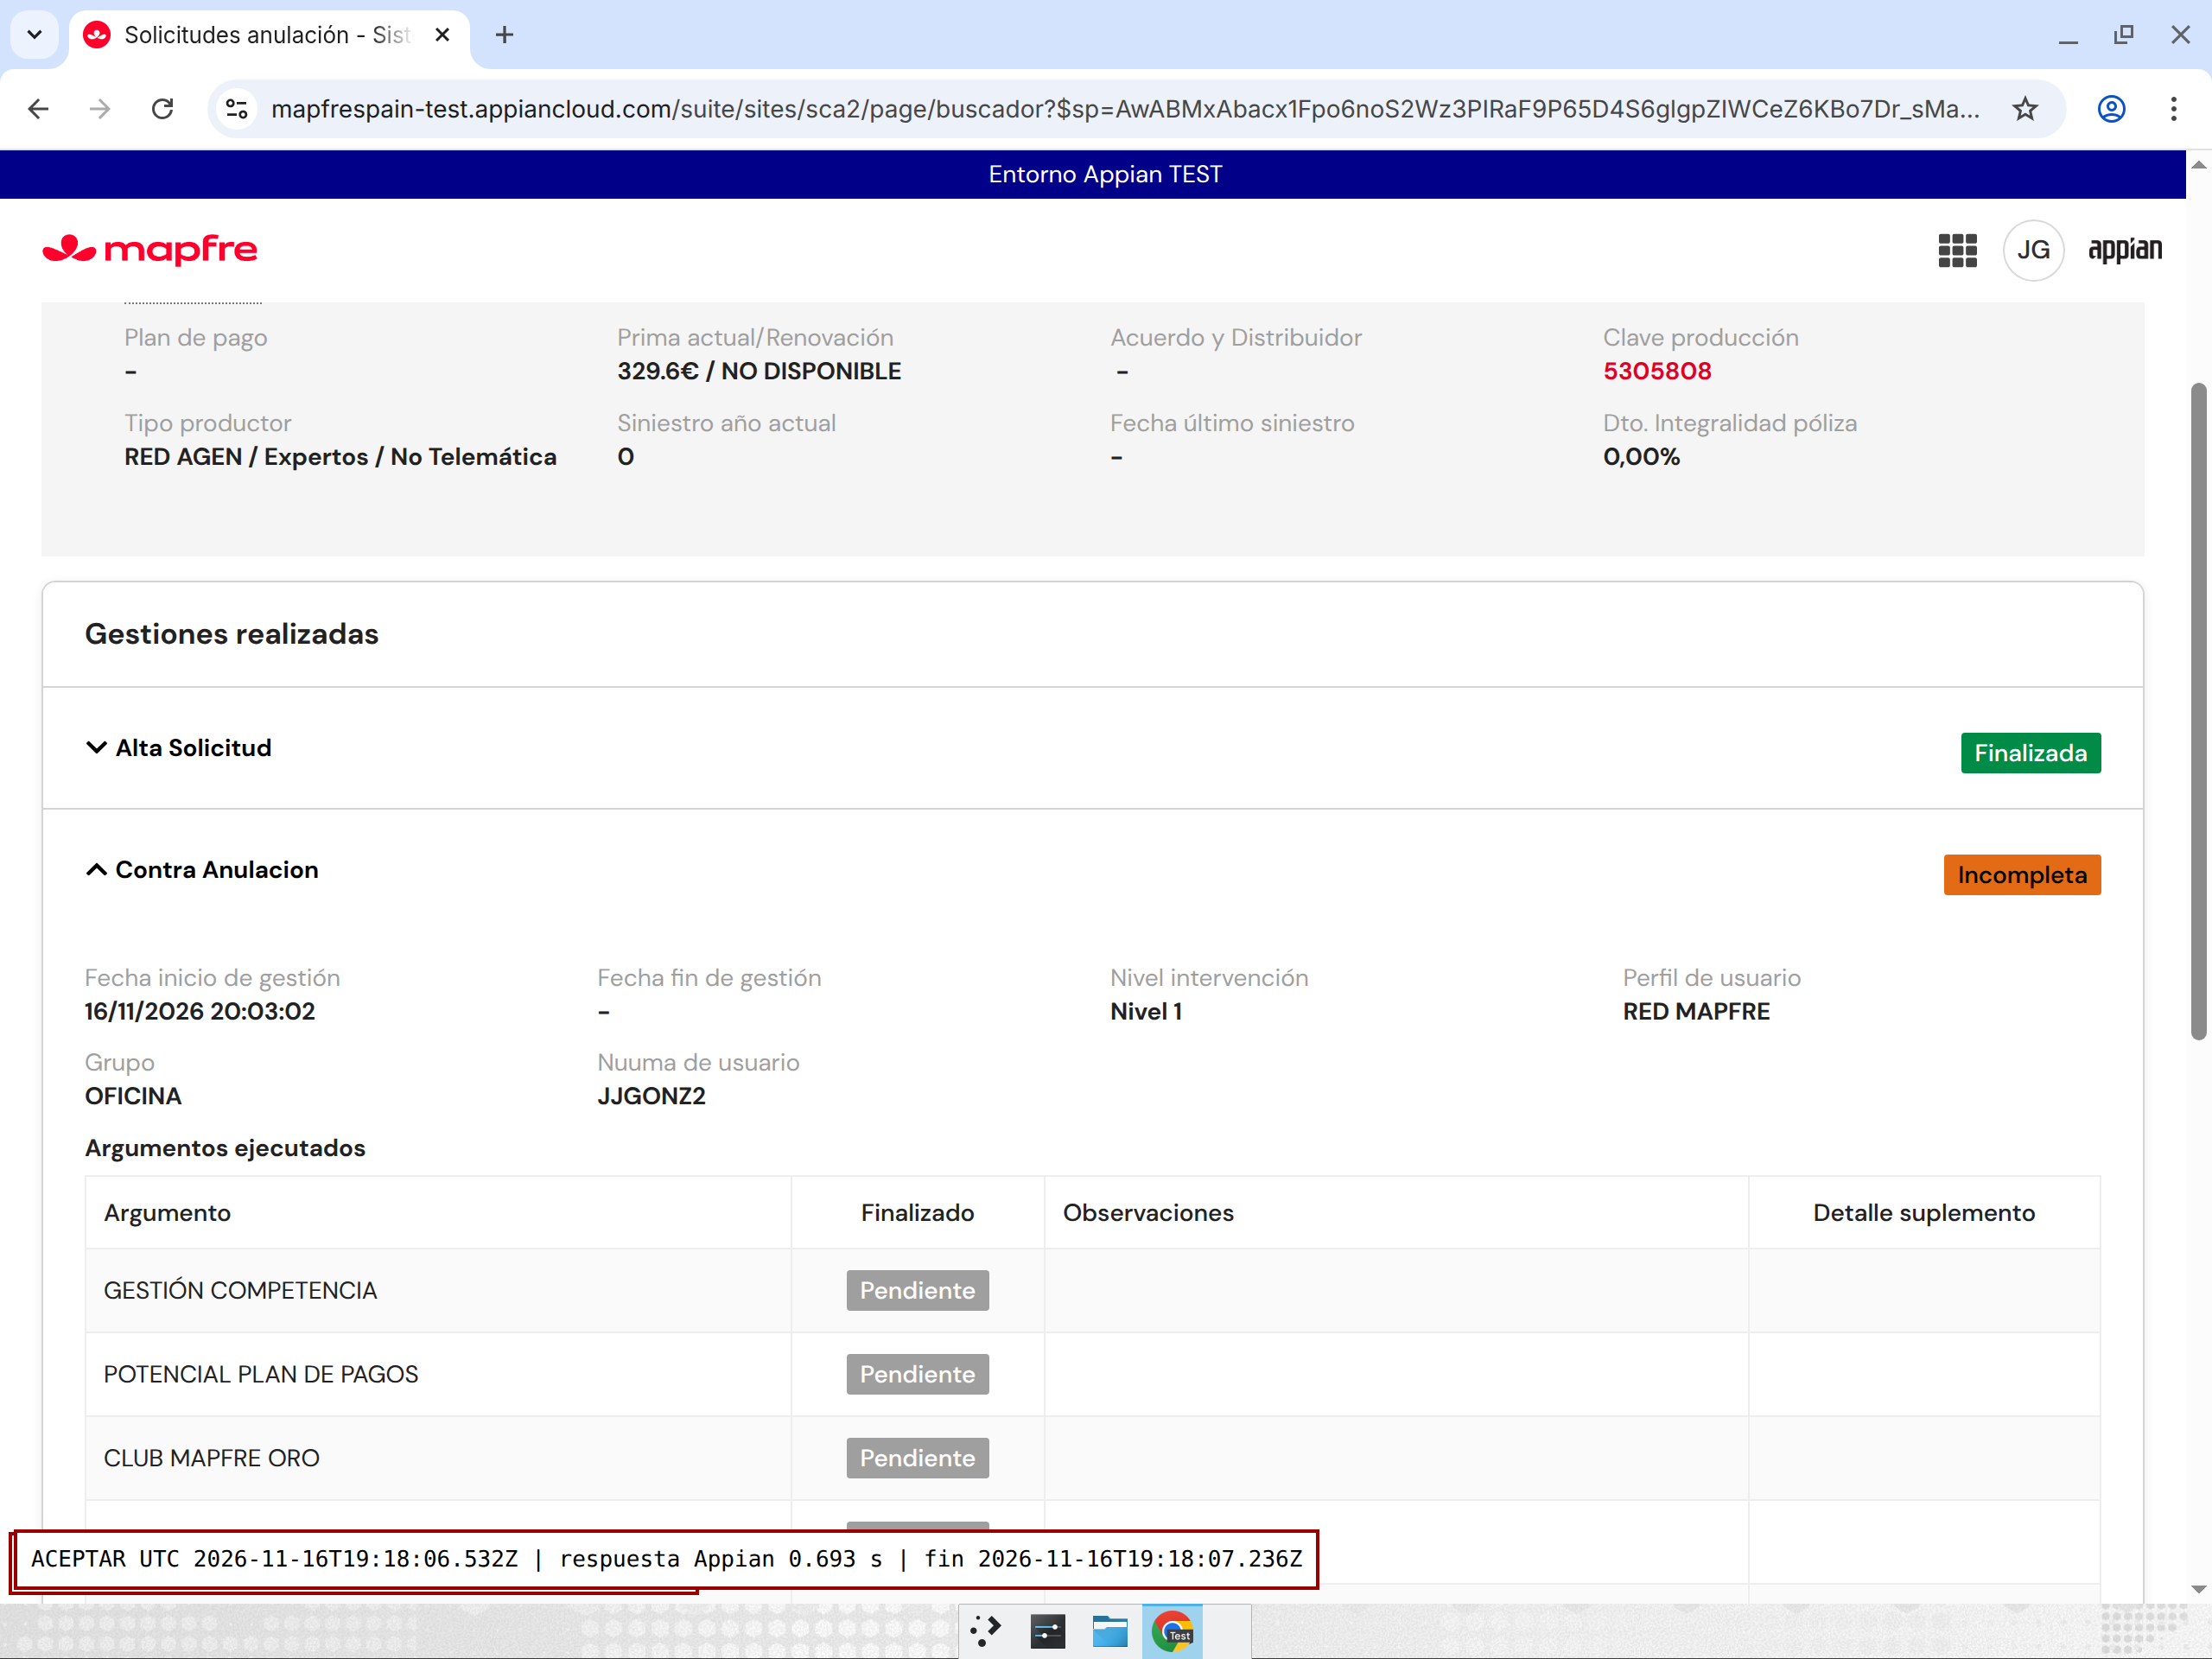 Solicitudes anulación - Sist
mapfrespain-test.appiancloud.com/suite/sites/sca2/page/buscador?$sp=AwABMxAbacx1Fpo6noS2Wz3PIRaF9P65D4S6gIgpZIWCeZ6KBo7Dr_sMa...
Entorno Appian TEST
mapfre
JG
appian
Plan de pago
-
Prima actual/Renovación
329.6€ / NO DISPONIBLE
Acuerdo y Distribuidor
-
Clave producción
5305808
Tipo productor
RED AGEN / Expertos / No Telemática
Siniestro año actual
0
Fecha último siniestro
-
Dto. Integralidad póliza
0,00%
Gestiones realizadas
Alta Solicitud
Finalizada
Contra Anulacion
Incompleta
Fecha inicio de gestión
16/11/2026 20:03:02
Fecha fin de gestión
-
Nivel intervención
Nivel 1
Perfil de usuario
RED MAPFRE
Grupo
OFICINA
Nuuma de usuario
JJGONZ2
Argumentos ejecutados
Argumento
Finalizado
Observaciones
Detalle suplemento
GESTIÓN COMPETENCIA
Pendiente
POTENCIAL PLAN DE PAGOS
Pendiente
CLUB MAPFRE ORO
Pendiente
ACEPTAR UTC 2026-11-16T19:18:06.532Z | respuesta Appian 0.693 s | fin 2026-11-16T19:18:07.236Z
Test